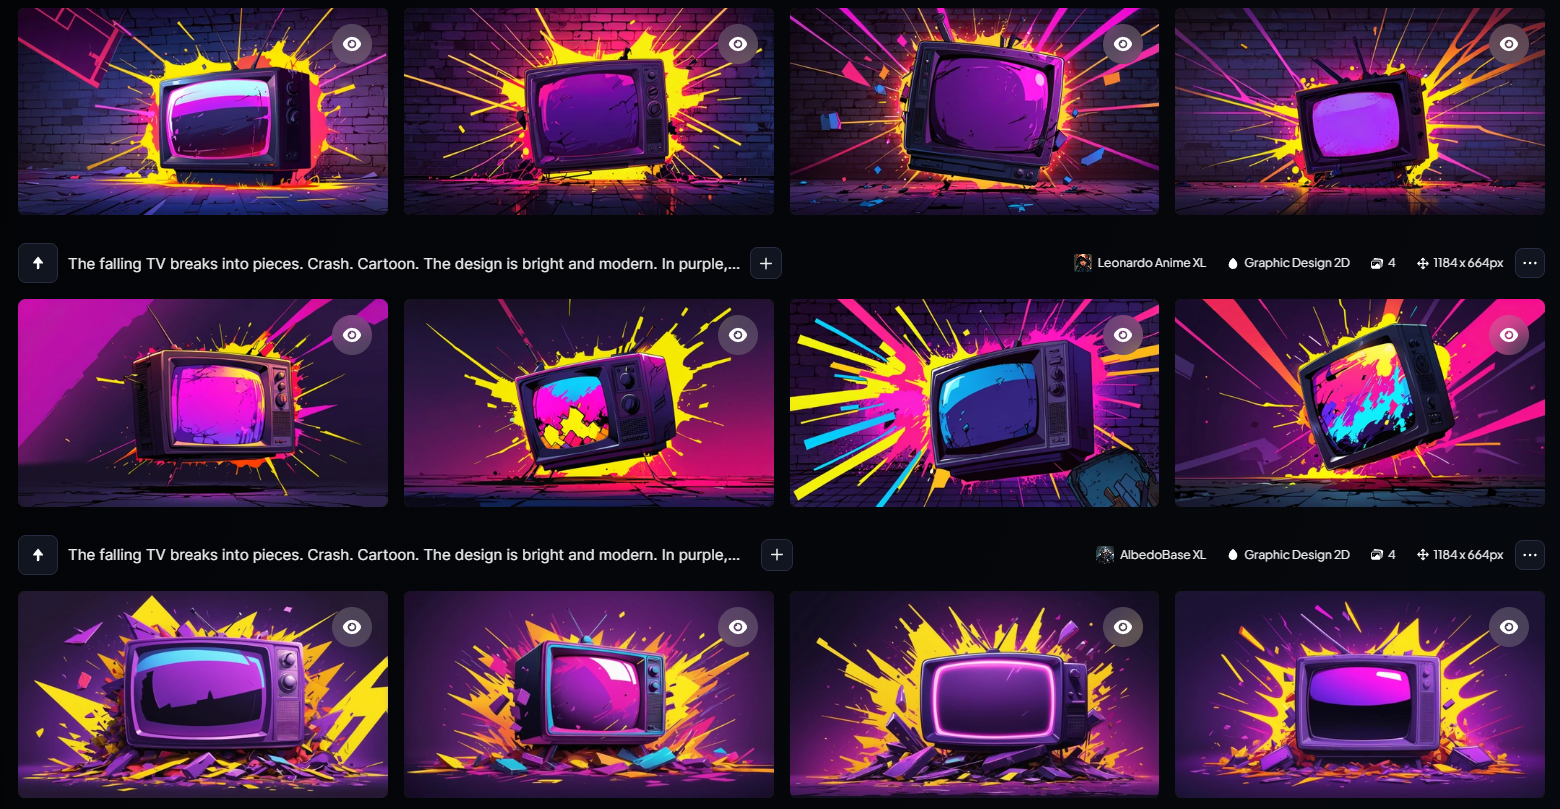 The falling TV breaks into pieces. Crash. Cartoon. The design is bright and modern. In purple,... Leonardo Anime XL Graphic Design 2D 4 1184 x 664px
The falling TV breaks into pieces. Crash. Cartoon. The design is bright and modern. In purple,... AlbedoBase XL Graphic Design 2D 4 1184 x 664px